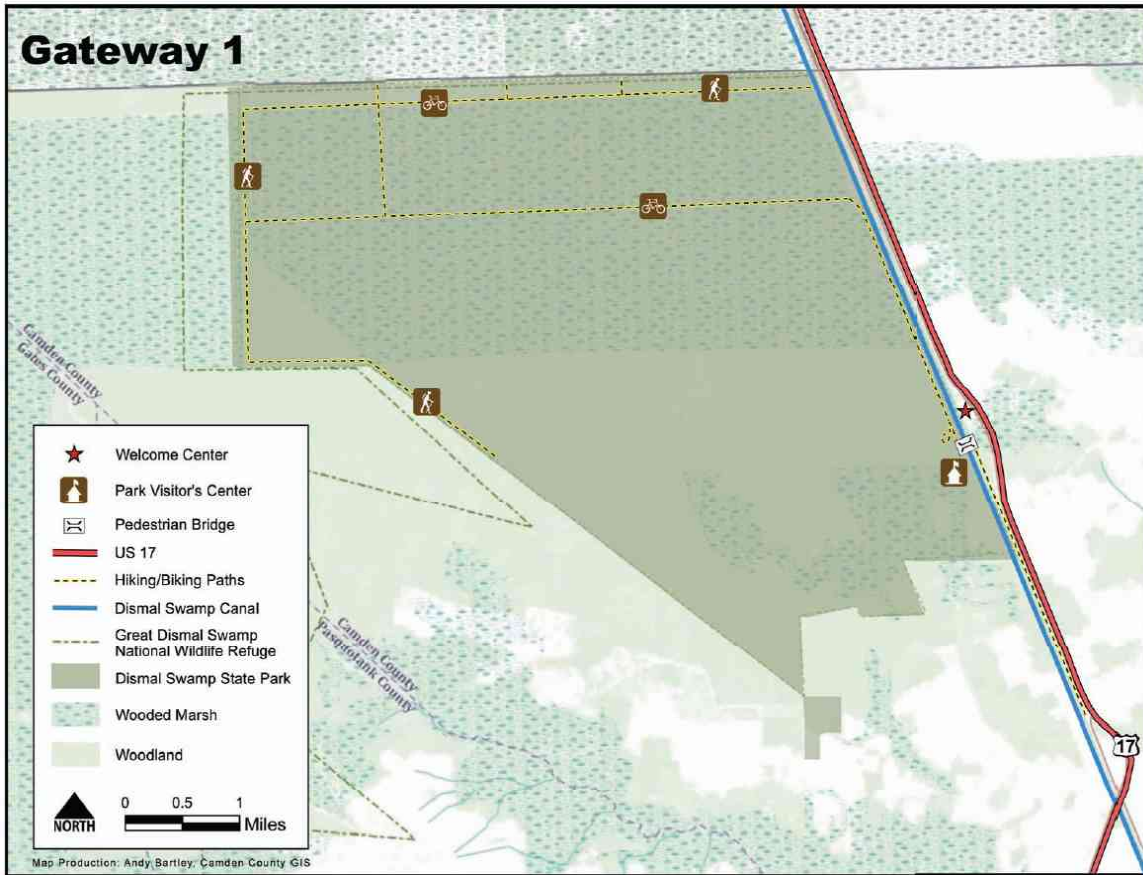 Gateway 1
Camden County
Gates County
Welcome Center
Park Visitor's Center
Pedestrian Bridge
US 17
Hiking/Biking Paths
Dismal Swamp Canal
Great Dismal Swamp
National Wildlife Refuge
Dismal Swamp State Park
Wooded Marsh
Woodland
NORTH
0 0.5 1
Miles
Camden County
Pasquotank County
17
Map Production: Andy Bartley, Camden County GIS